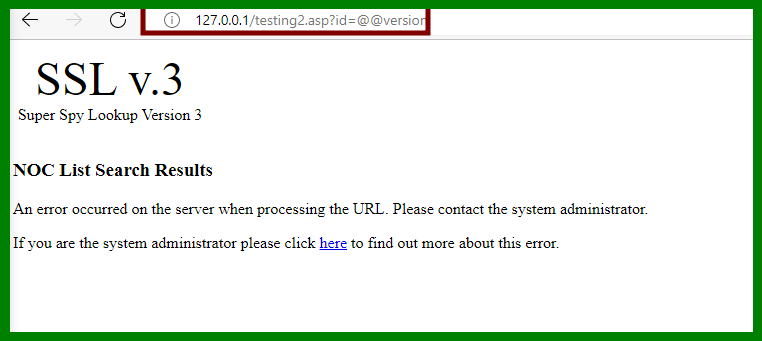 127.0.0.1/testing2.asp?id=@@version
SSL v.3
Super Spy Lookup Version 3
NOC List Search Results
An error occurred on the server when processing the URL. Please contact the system administrator.
If you are the system administrator please click here to find out more about this error.